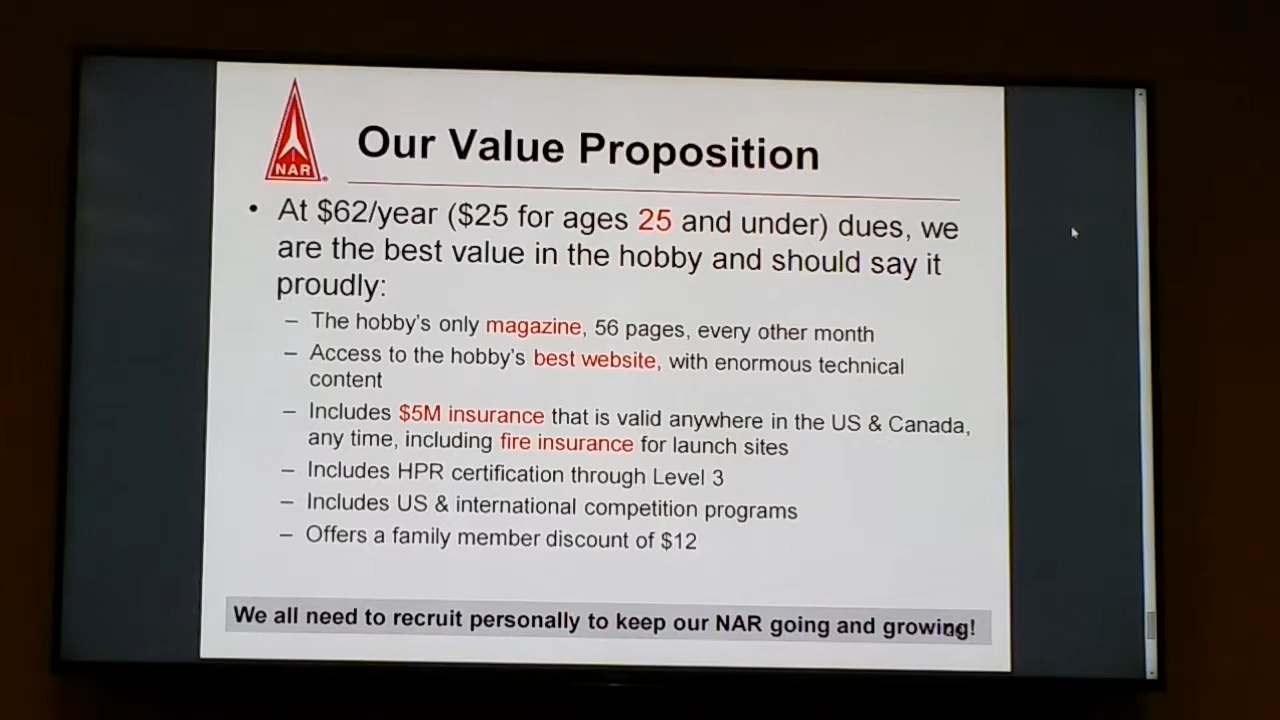 NAR
Our Value Proposition
• At $62/year ($25 for ages 25 and under) dues, we
are the best value in the hobby and should say it
proudly:
– The hobby's only magazine, 56 pages, every other month
– Access to the hobby's best website, with enormous technical
content
– Includes $5M insurance that is valid anywhere in the US & Canada,
any time, including fire insurance for launch sites
– Includes HPR certification through Level 3
– Includes US & international competition programs
– Offers a family member discount of $12
We all need to recruit personally to keep our NAR going and growing!